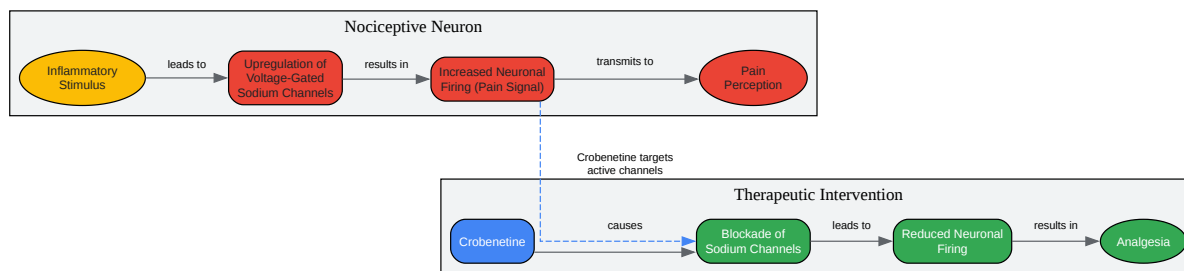 Nociceptive Neuron
Inflammatory
Stimulus
leads to
Upregulation of
Voltage-Gated
Sodium Channels
results in
Increased Neuronal
Firing (Pain Signal)
transmits to
Pain
Perception
Crobenetine targets
active channels
Therapeutic Intervention
Crobenetine
causes
Blockade of
Sodium Channels
leads to
Reduced Neuronal
Firing
results in
Analgesia